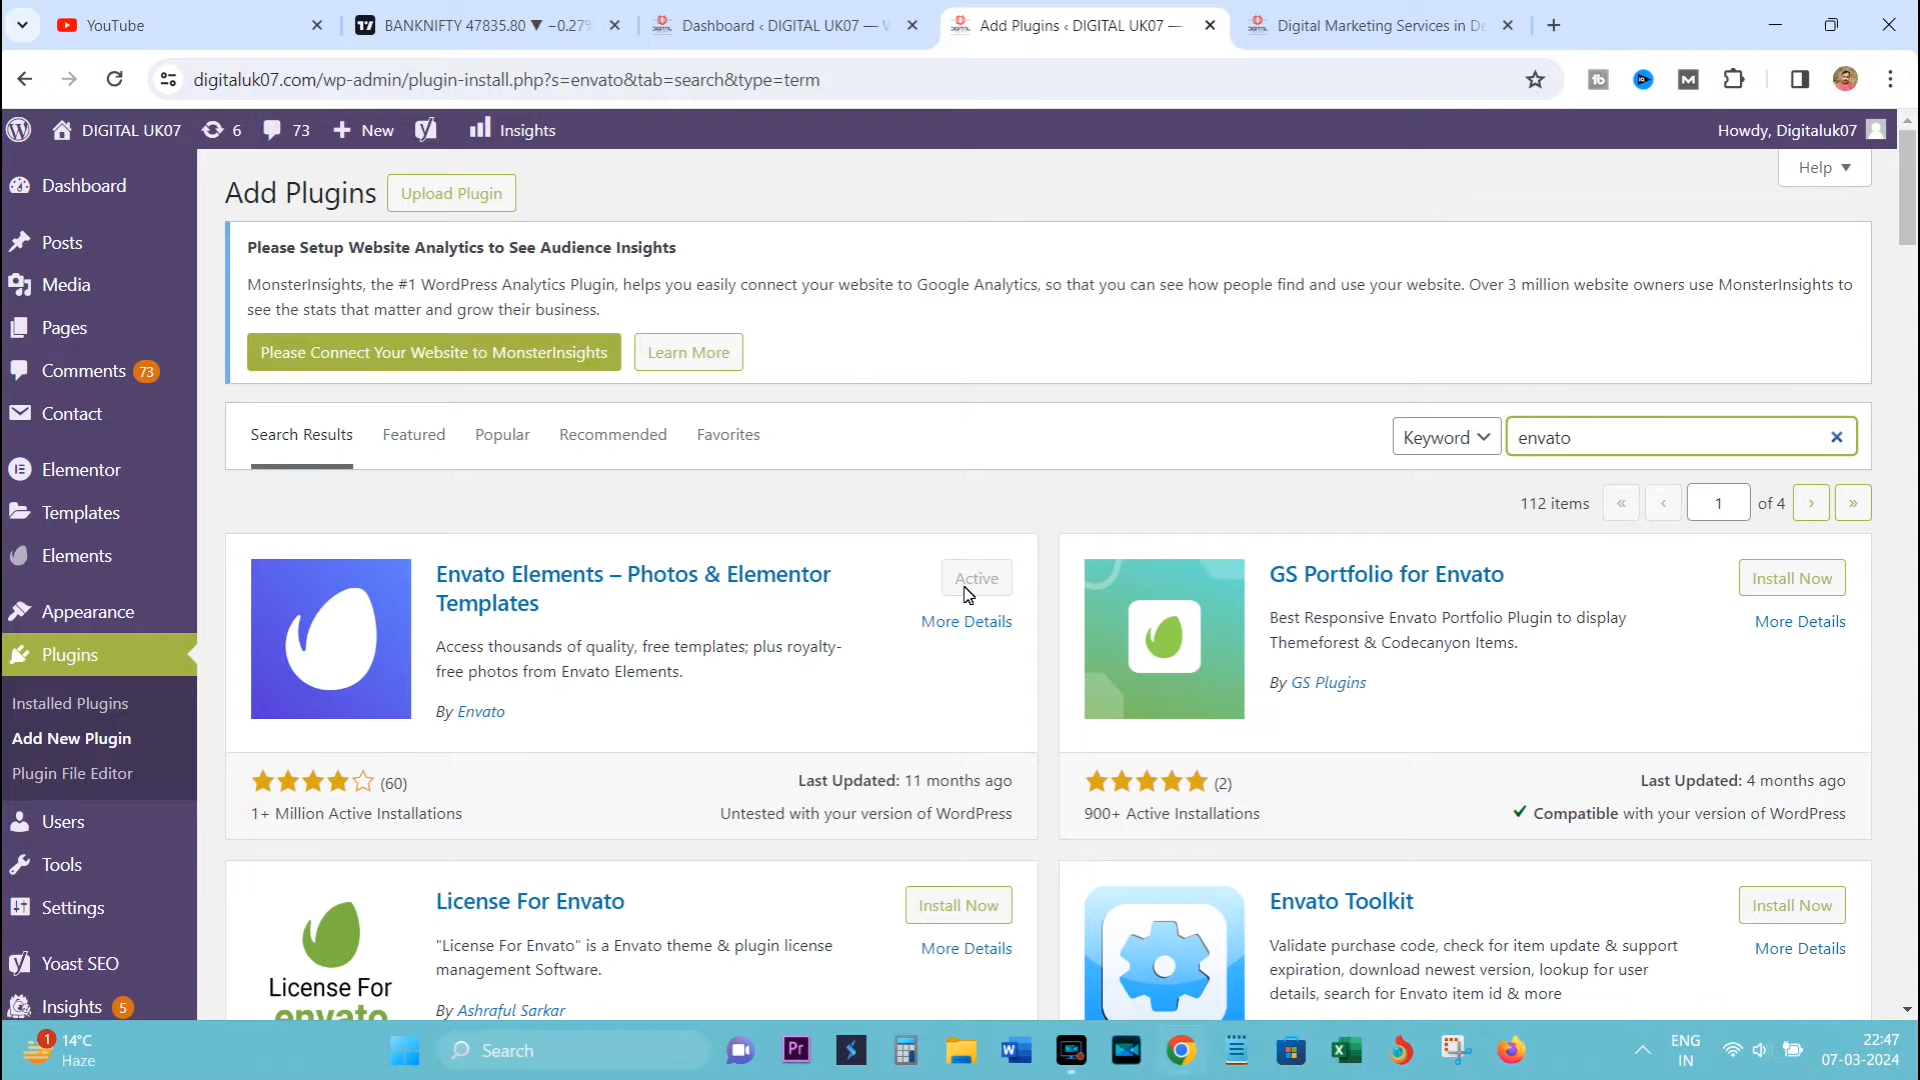 YouTube
BANKNIFTY 47835.80 ▼ −0.27%
Dashboard ‹ DIGITAL UK07 — W
Add Plugins ‹ DIGITAL UK07 —
Digital Marketing Services in De
digitaluk07.com/wp-admin/plugin-install.php?s=envato&tab=search&type=term
DIGITAL UK07
6
73
New
Insights
Howdy, Digitaluk07
Help ▼
Dashboard
Posts
Media
Pages
Comments 73
Contact
Elementor
Templates
Elements
Appearance
Plugins
Installed Plugins
Add New Plugin
Plugin File Editor
Users
Tools
Settings
Yoast SEO
Insights 5
Add Plugins
Upload Plugin
Please Setup Website Analytics to See Audience Insights
MonsterInsights, the #1 WordPress Analytics Plugin, helps you easily connect your website to Google Analytics, so that you can see how people find and use your website. Over 3 million website owners use MonsterInsights to
see the stats that matter and grow their business.
Please Connect Your Website to MonsterInsights
Learn More
Search Results
Featured
Popular
Recommended
Favorites
Keyword
envato
112 items
«
‹
1
of 4
›
»
Envato Elements – Photos & Elementor
Templates
Active
More Details
Access thousands of quality, free templates; plus royalty-
free photos from Envato Elements.
By Envato
(60)
Last Updated: 11 months ago
1+ Million Active Installations
Untested with your version of WordPress
GS Portfolio for Envato
Install Now
More Details
Best Responsive Envato Portfolio Plugin to display
Themeforest & Codecanyon Items.
By GS Plugins
(2)
Last Updated: 4 months ago
900+ Active Installations
✓ Compatible with your version of WordPress
License For
envato
License For Envato
Install Now
More Details
"License For Envato" is a Envato theme & plugin license
management Software.
By Ashraful Sarkar
Envato Toolkit
Install Now
More Details
Validate purchase code, check for item update & support
expiration, download newest version, lookup for user
details, search for Envato item id & more
1
14°C
Haze
Search
Pr
ENG
IN
22:47
07-03-2024